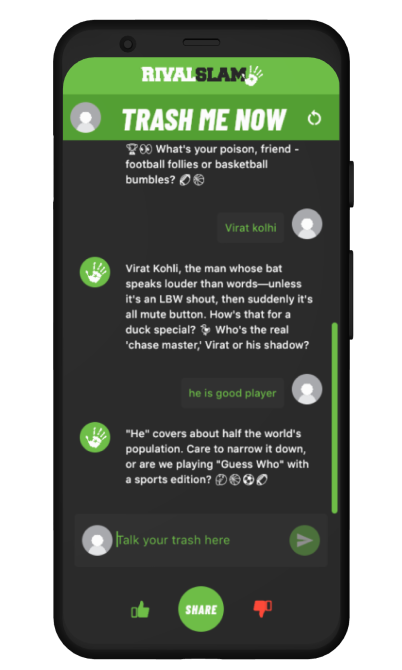 RIVALSLAM
TRASH ME NOW
🏆👀 What's your poison, friend -
football follies or basketball
bumbles? 🏈🏀
Virat kolhi
Virat Kohli, the man whose bat
speaks louder than words—unless
it's an LBW shout, then suddenly it's
all mute button. How's that for a
duck special? 🦆 Who's the real
'chase master,' Virat or his shadow?
he is good player
"He" covers about half the world's
population. Care to narrow it down,
or are we playing "Guess Who" with
a sports edition? 🏐🏀⚽🏈
Talk your trash here
SHARE